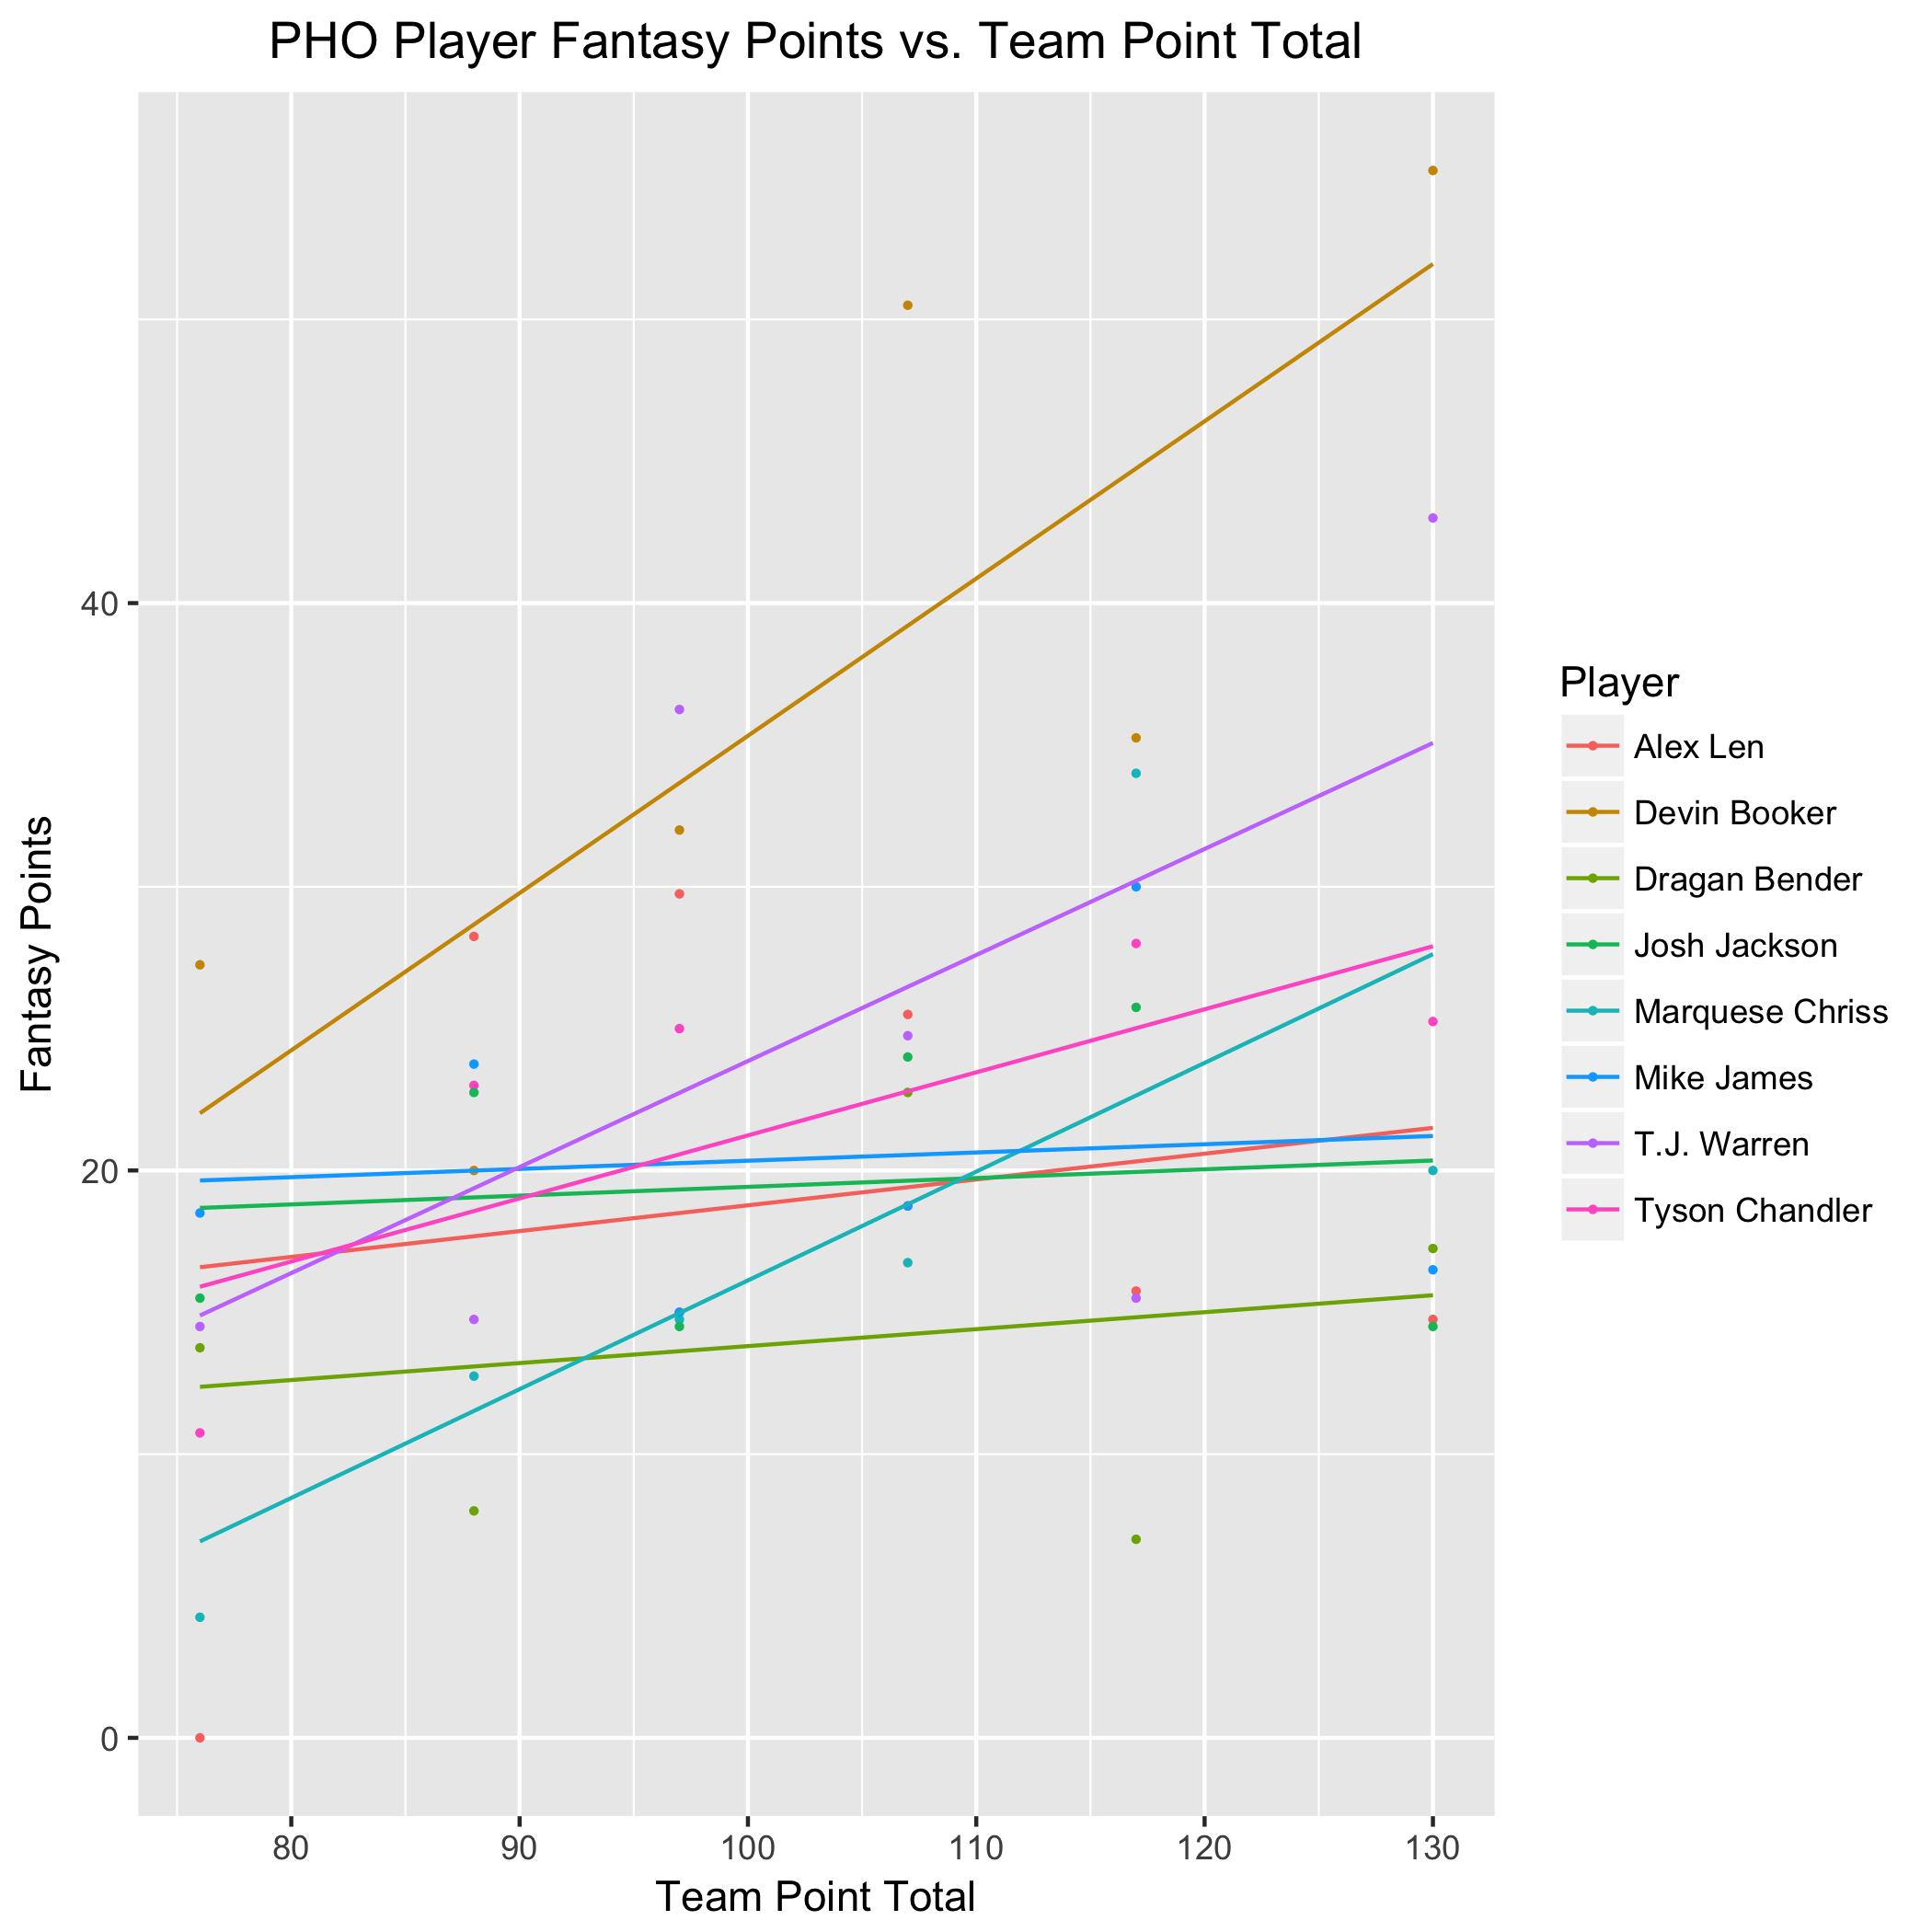 PHO Player Fantasy Points vs. Team Point Total
Fantasy Points
40
20
0
80 90 100 110 120 130
Team Point Total
Player
Alex Len
Devin Booker
Dragan Bender
Josh Jackson
Marquese Chriss
Mike James
T.J. Warren
Tyson Chandler